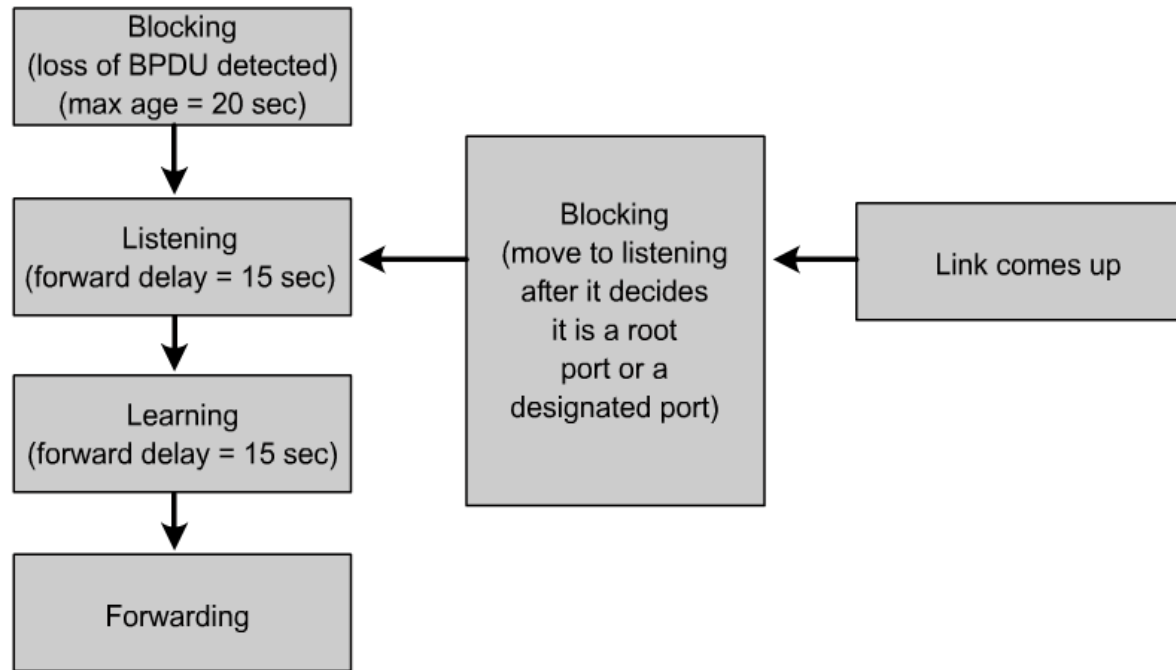 Blocking
(loss of BPDU detected)
(max age = 20 sec)
Listening
(forward delay = 15 sec)
Learning
(forward delay = 15 sec)
Forwarding
Blocking
(move to listening
after it decides
it is a root
port or a
designated port)
Link comes up